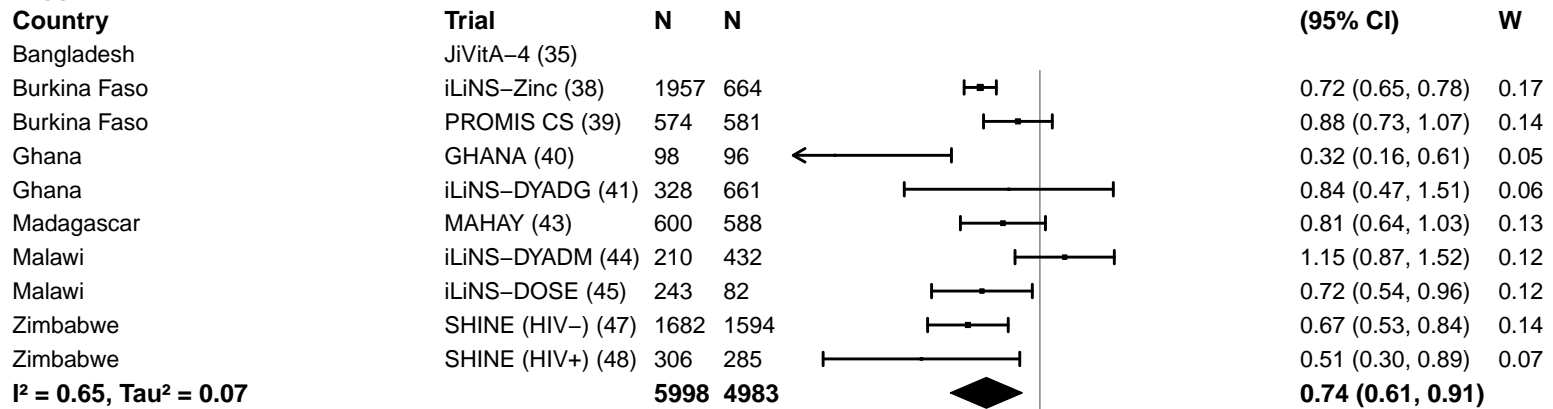 Country Trial N N (95% CI) W
Bangladesh JiVitA−4 (35)
Burkina Faso iLiNS−Zinc (38) 1957 664 0.72 (0.65, 0.78) 0.17
Burkina Faso PROMIS CS (39) 574 581 0.88 (0.73, 1.07) 0.14
Ghana GHANA (40) 98 96 0.32 (0.16, 0.61) 0.05
Ghana iLiNS−DYADG (41) 328 661 0.84 (0.47, 1.51) 0.06
Madagascar MAHAY (43) 600 588 0.81 (0.64, 1.03) 0.13
Malawi iLiNS−DYADM (44) 210 432 1.15 (0.87, 1.52) 0.12
Malawi iLiNS−DOSE (45) 243 82 0.72 (0.54, 0.96) 0.12
Zimbabwe SHINE (HIV−) (47) 1682 1594 0.67 (0.53, 0.84) 0.14
Zimbabwe SHINE (HIV+) (48) 306 285 0.51 (0.30, 0.89) 0.07
I² = 0.65, Tau² = 0.07 5998 4983 0.74 (0.61, 0.91)